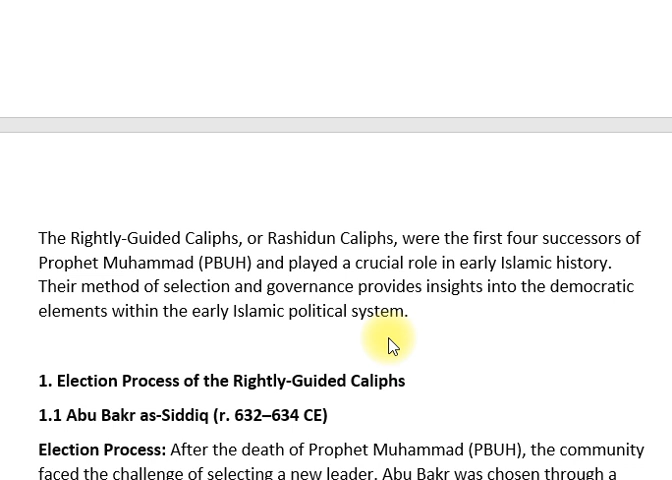 The Rightly-Guided Caliphs, or Rashidun Caliphs, were the first four successors of
Prophet Muhammad (PBUH) and played a crucial role in early Islamic history.
Their method of selection and governance provides insights into the democratic
elements within the early Islamic political system.
1. Election Process of the Rightly-Guided Caliphs
1.1 Abu Bakr as-Siddiq (r. 632–634 CE)
Election Process: After the death of Prophet Muhammad (PBUH), the community
faced the challenge of selecting a new leader. Abu Bakr was chosen through a